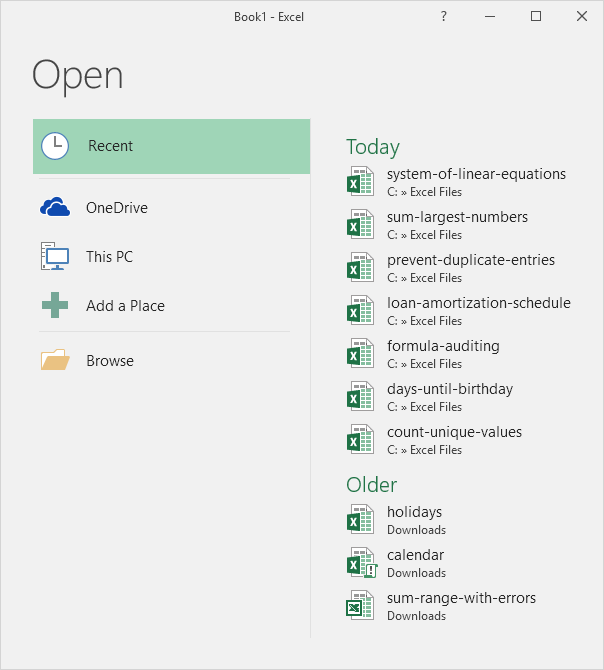 Book1 - Excel
?
Open
Recent
OneDrive
This PC
Add a Place
Browse
Today
system-of-linear-equations
C: » Excel Files
sum-largest-numbers
C: » Excel Files
prevent-duplicate-entries
C: » Excel Files
loan-amortization-schedule
C: » Excel Files
formula-auditing
C: » Excel Files
days-until-birthday
C: » Excel Files
count-unique-values
C: » Excel Files
Older
holidays
Downloads
calendar
Downloads
sum-range-with-errors
Downloads